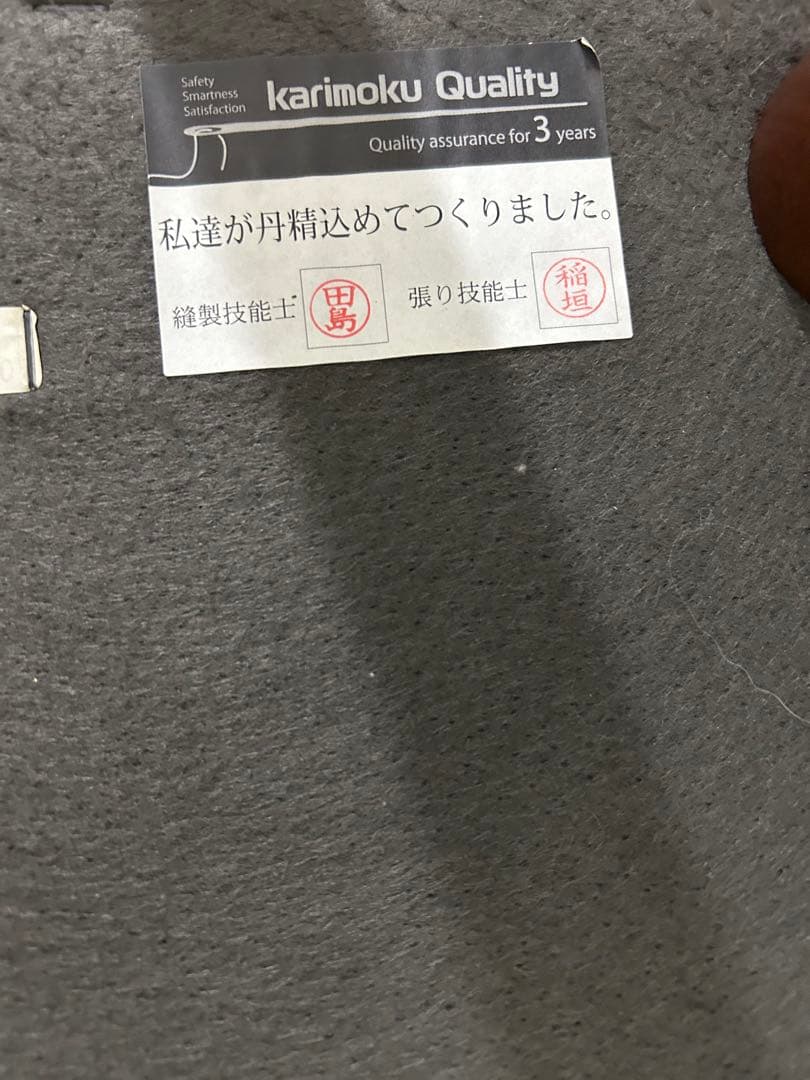 Safety
Smartness
Satisfaction
karimoku Quality
Quality assurance for 3 years
私達が丹精込めてつくりました。
縫製技能士 田島
張り技能士 稲垣